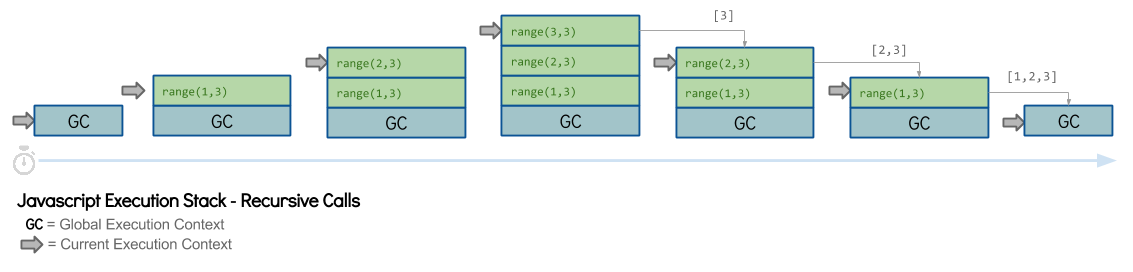 [3]
range(3,3)
[2,3]
range(2,3)
range(2,3)
range(2,3)
[1,2,3]
range(1,3)
range(1,3)
range(1,3)
range(1,3)
range(1,3)
GC
GC
GC
GC
GC
GC
GC
Javascript Execution Stack - Recursive Calls
GC = Global Execution Context
= Current Execution Context